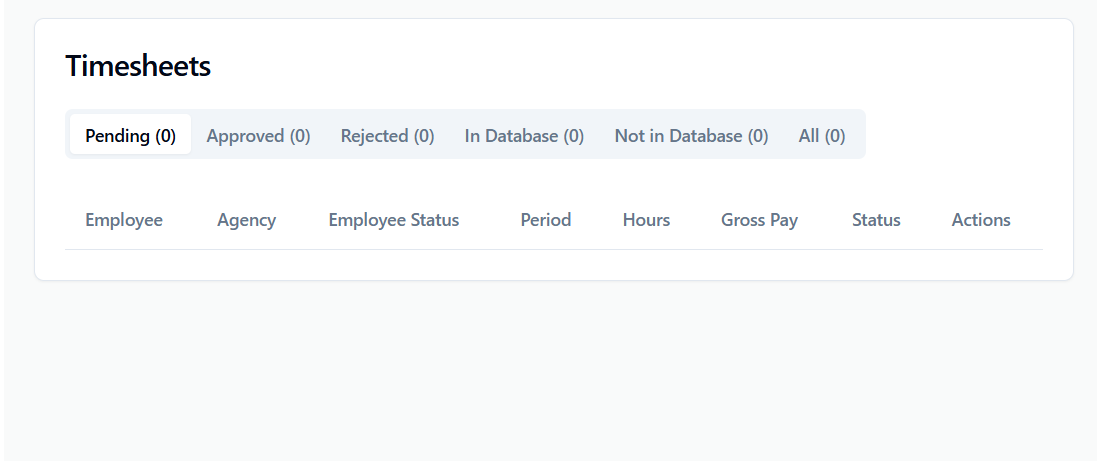 Timesheets
Pending (0) Approved (0) Rejected (0) In Database (0) Not in Database (0) All (0)
Employee Agency Employee Status Period Hours Gross Pay Status Actions